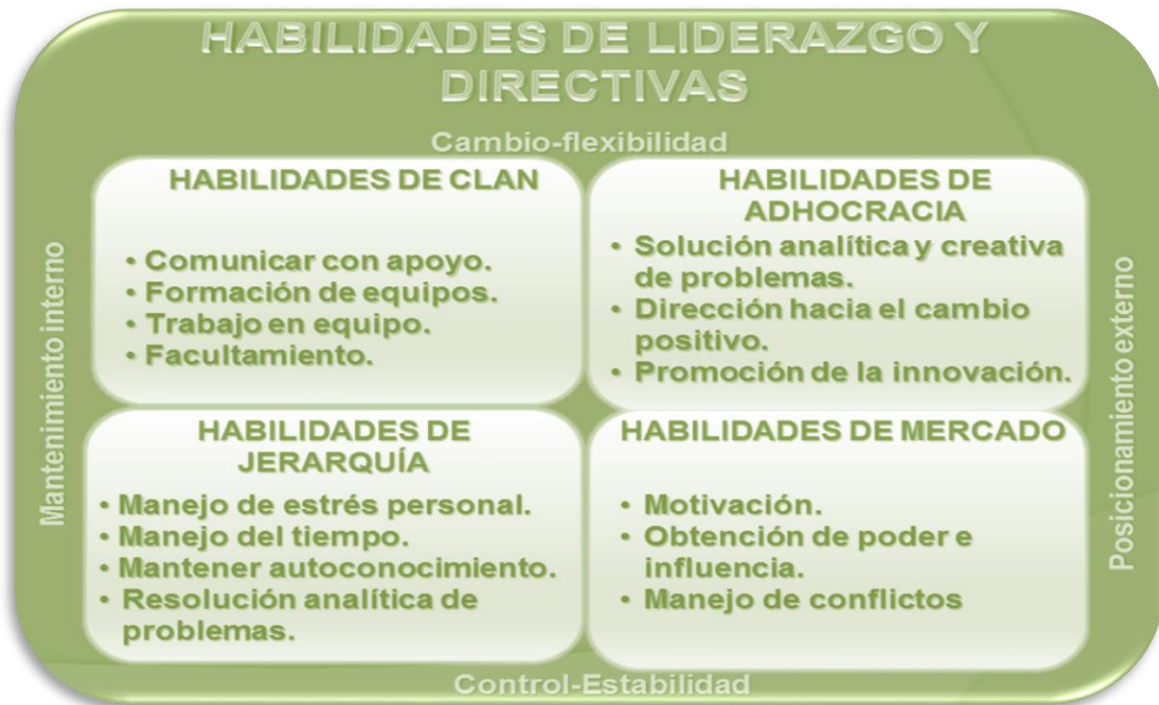 HABILIDADES DE LIDERAZGO Y
DIRECTIVAS
Cambio-flexibilidad
Mantenimiento interno
HABILIDADES DE CLAN
• Comunicar con apoyo.
• Formación de equipos.
• Trabajo en equipo.
• Facultamiento.
HABILIDADES DE
ADHOCRACIA
• Solución analítica y creativa
de problemas.
• Dirección hacia el cambio
positivo.
• Promoción de la innovación.
Posicionamiento externo
HABILIDADES DE
JERARQUÍA
• Manejo de estrés personal.
• Manejo del tiempo.
• Mantener autoconocimiento.
• Resolución analítica de
problemas.
HABILIDADES DE MERCADO
• Motivación.
• Obtención de poder e
influencia.
• Manejo de conflictos
Control-Estabilidad